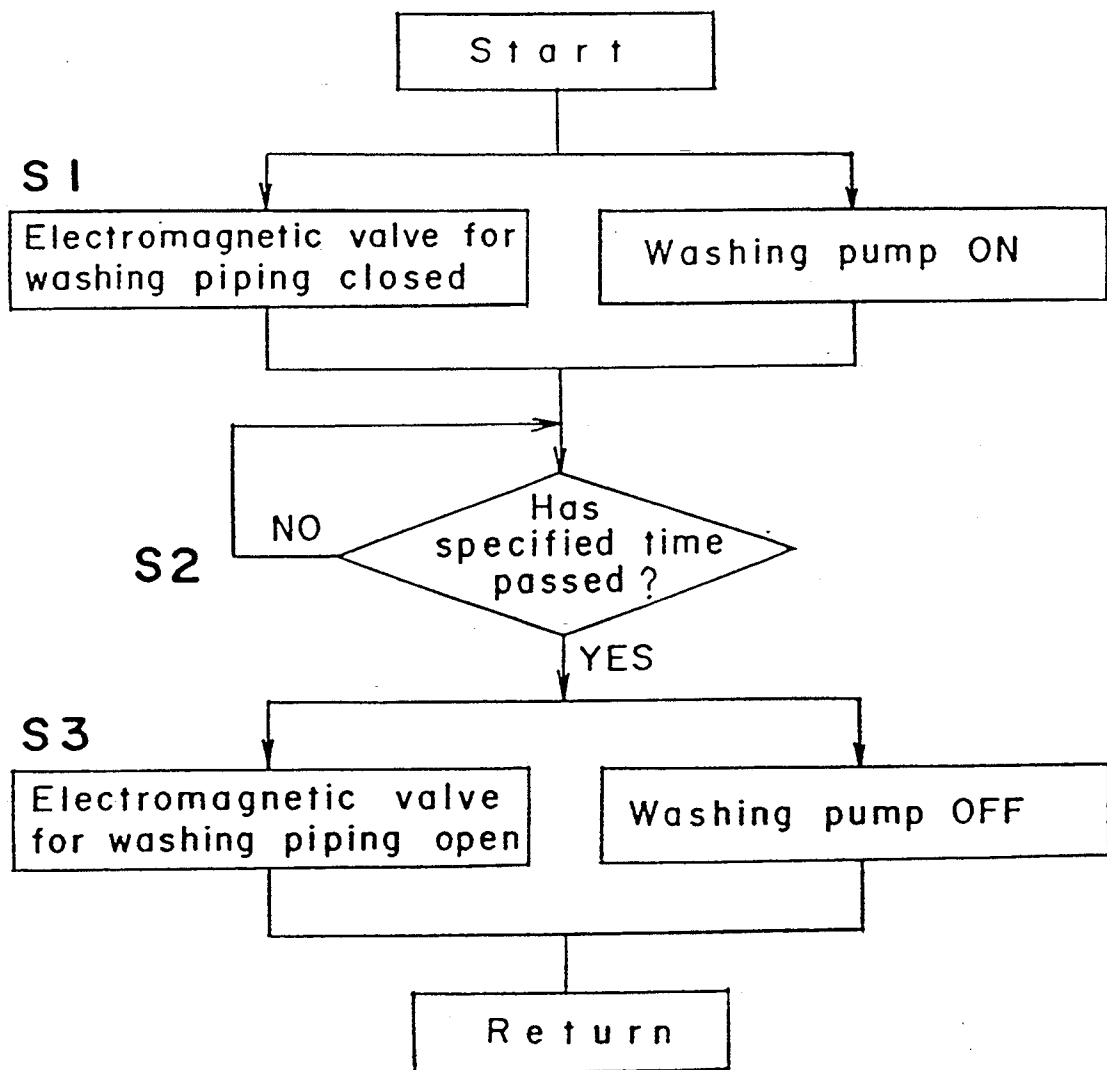 Start
S1
Electromagnetic valve for
washing piping closed
Washing pump ON
Has
specified time
passed?
NO
S2
YES
S3
Electromagnetic valve
for washing piping open
Washing pump OFF
Return